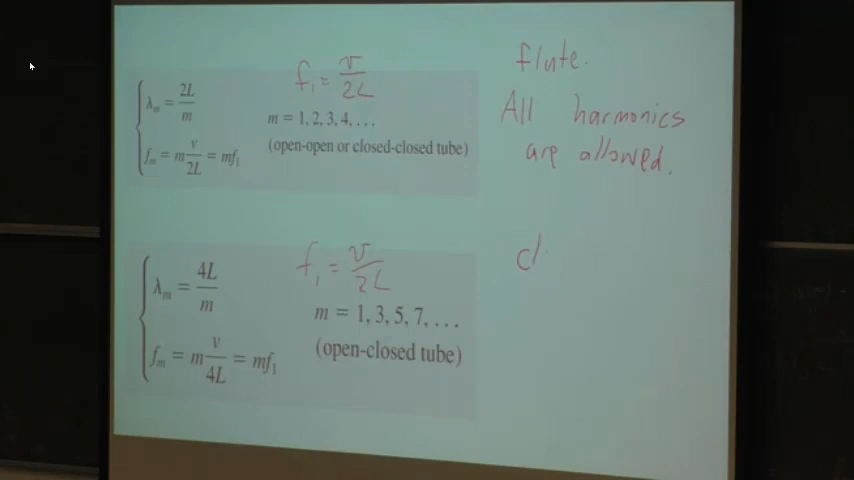 flute.
f₁ = v/2L
λₘ = 2L/m
m = 1, 2, 3, 4, . . .
fₘ = m v/2L = mf₁
(open-open or closed-closed tube)
All harmonics
are allowed.
f₁ = v/2L
cl
λₘ = 4L/m
m = 1, 3, 5, 7, . . .
fₘ = m v/4L = mf₁
(open-closed tube)